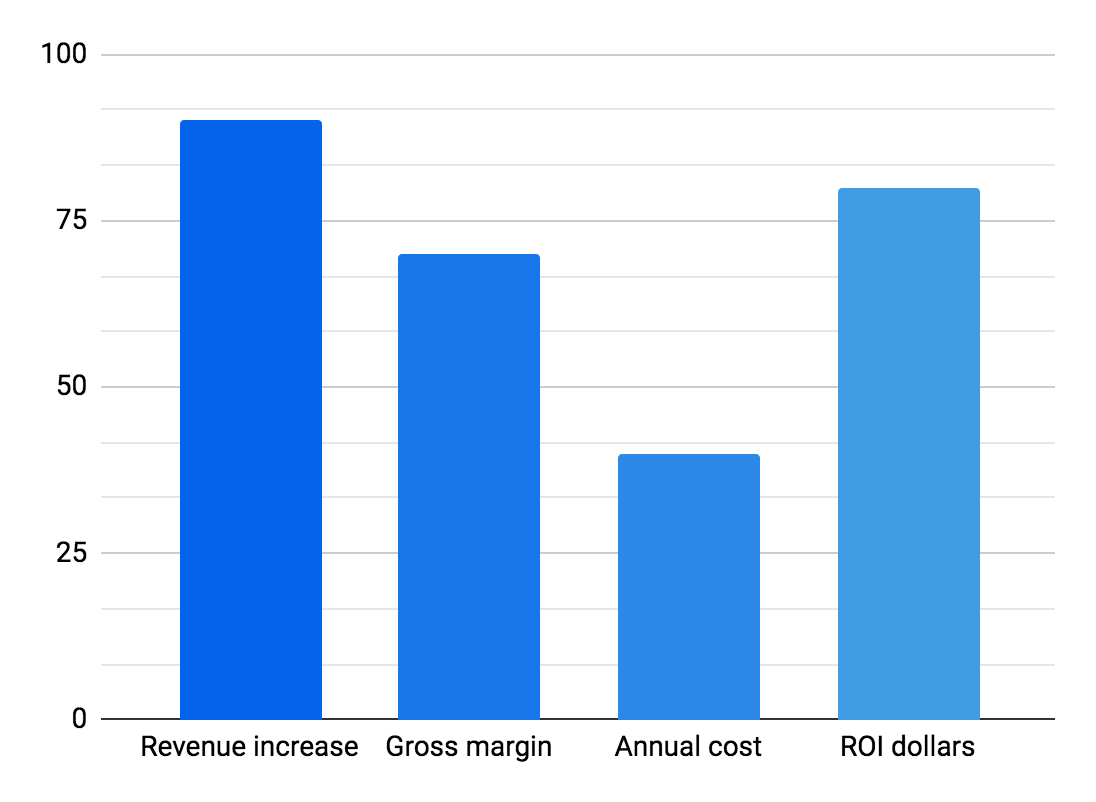 100
75
50
25
0
Revenue increase
Gross margin
Annual cost
ROI dollars